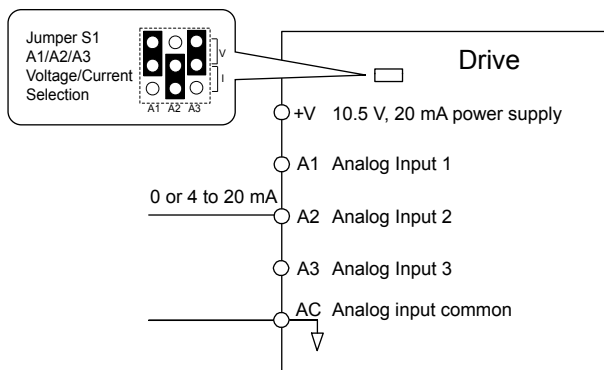 Jumper S1
A1/A2/A3
Voltage/Current
Selection
V
I
A1 A2 A3
Drive
+V 10.5 V, 20 mA power supply
A1 Analog Input 1
0 or 4 to 20 mA
A2 Analog Input 2
A3 Analog Input 3
AC Analog input common